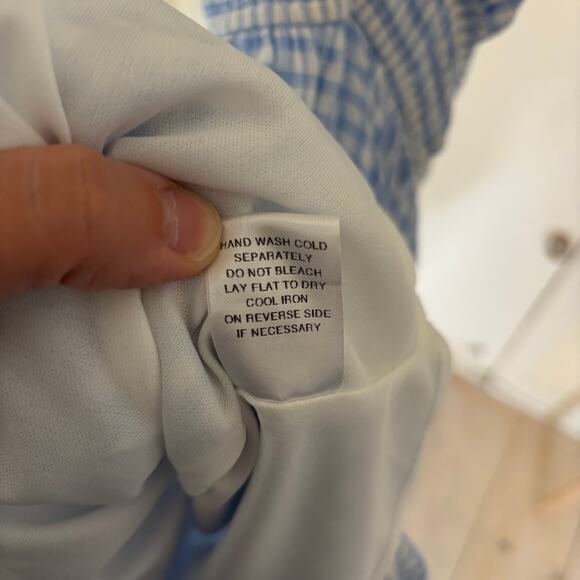 HAND WASH COLD
SEPARATELY
DO NOT BLEACH
LAY FLAT TO DRY
COOL IRON
ON REVERSE SIDE
IF NECESSARY